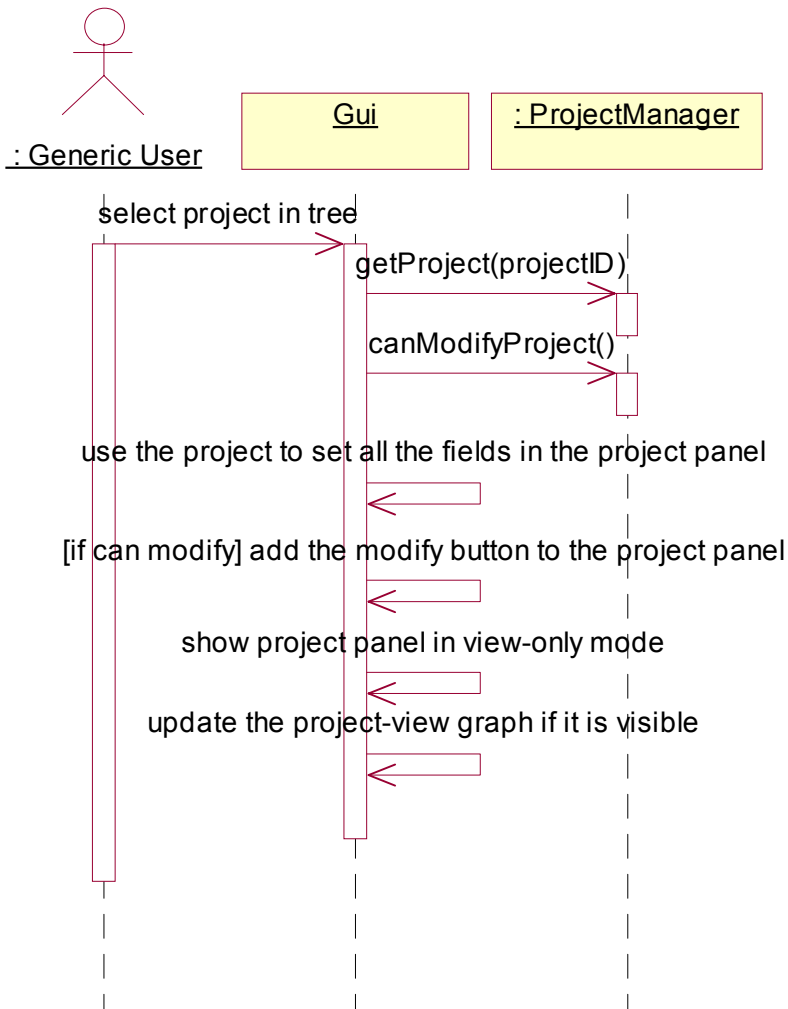 Gui
: ProjectManager
: Generic User
select project in tree
getProject(projectID)
canModifyProject()
use the project to set all the fields in the project panel
[if can modify] add the modify button to the project panel
show project panel in view-only mode
update the project-view graph if it is visible